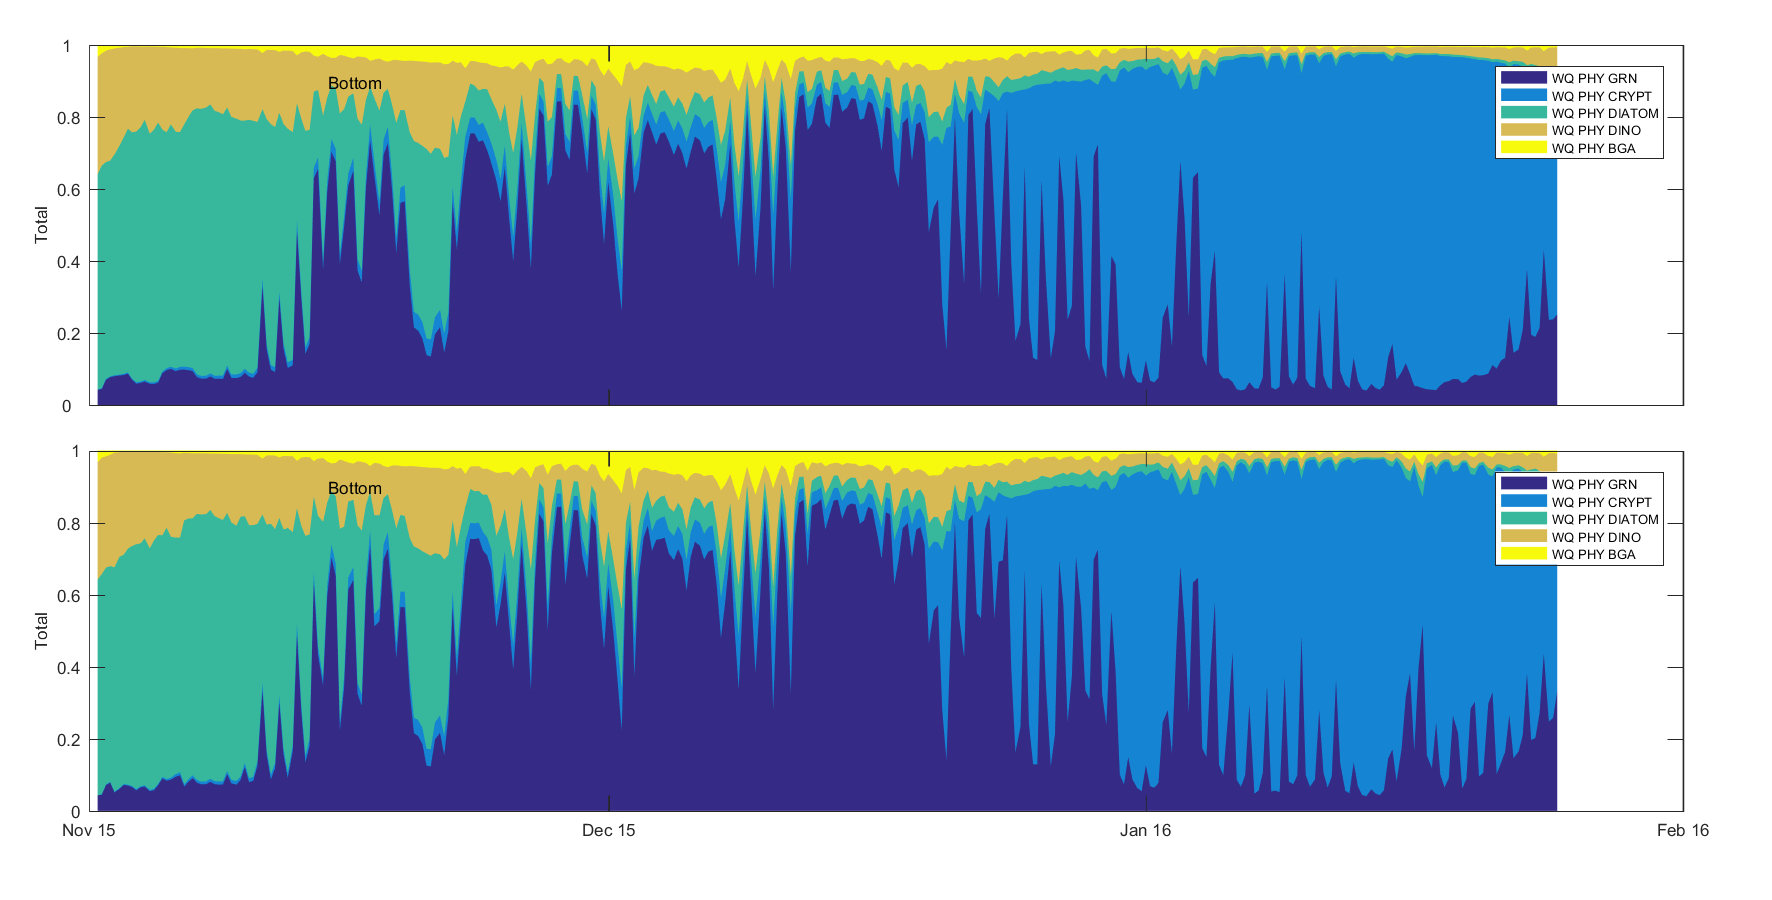 1
0.8
0.6
0.4
0.2
0
Total
Bottom
WQ PHY GRN
WQ PHY CRYPT
WQ PHY DIATOM
WQ PHY DINO
WQ PHY BGA
1
0.8
0.6
0.4
0.2
0
Total
Bottom
WQ PHY GRN
WQ PHY CRYPT
WQ PHY DIATOM
WQ PHY DINO
WQ PHY BGA
Nov 15 Dec 15 Jan 16 Feb 16